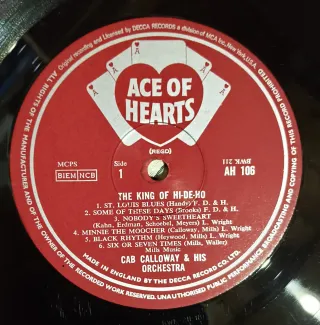 Original recording and Licensed by DECCA RECORDS a division of MCA Inc., New York, U.S.A.
ALL RIGHTS OF THE MANUFACTURER AND OF THE OWNER OF THE RECORDED WORK RESERVED. UNAUTHORISED PUBLIC PERFORMANCE BROADCASTING AND COPYING OF THIS RECORD PROHIBITED
A A A A
ACE OF
HEARTS
(REGD)
MCPS
BIEM NCB
Side
1
BRWL 211
AH 106
THE KING OF HI-DE-HO
1. ST. LOUIS BLUES (Handy) F. D. & H.
2. SOME OF THESE DAYS (Brooks) F. D. & H.
3. NOBODY'S SWEETHEART
(Kahn, Erdman, Schoebel, Meyers) L. Wright
4. MINNIE THE MOOCHER (Calloway, Mills) L. Wright
5. BLACK RHYTHM (Heywood, Mills) L. Wright
6. SIX OR SEVEN TIMES (Mills, Waller)
Mills Music
CAB CALLOWAY & HIS
ORCHESTRA
MADE IN ENGLAND BY THE DECCA RECORD CO. LTD.